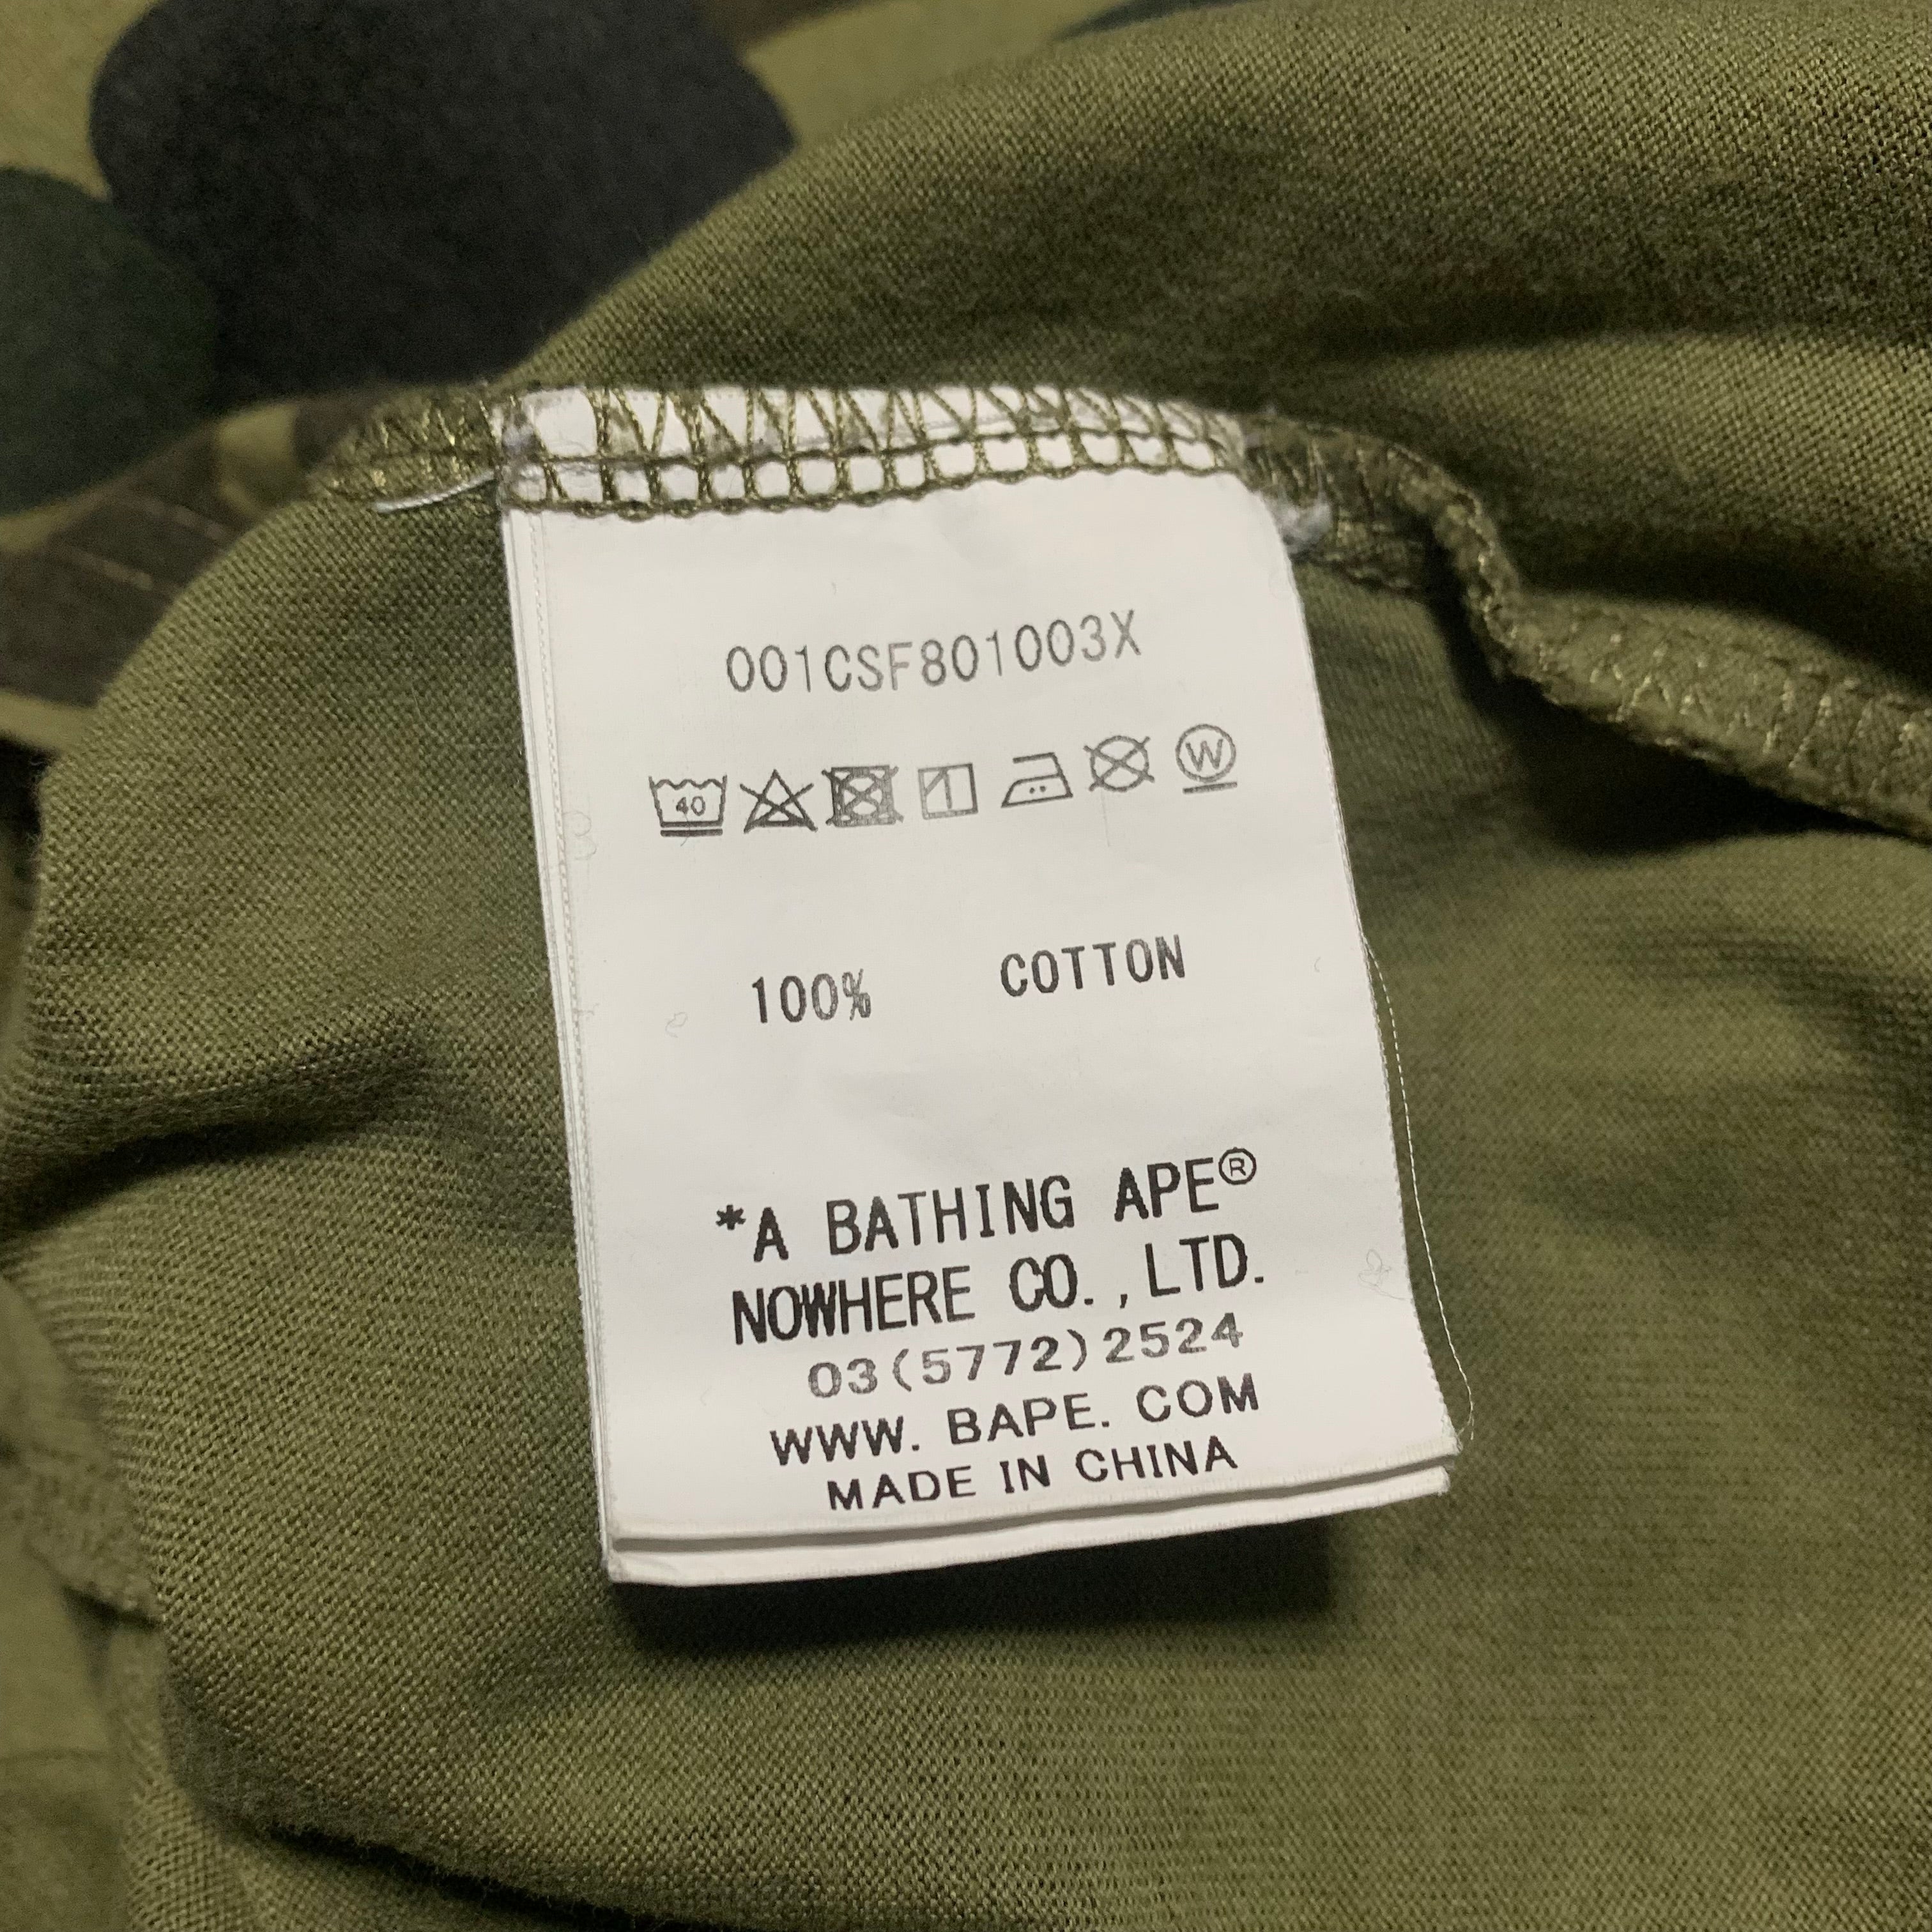 001CSF801003X
40 W
100% COTTON
*A BATHING APE®
NOWHERE CO.,LTD.
03(5772)2524
WWW. BAPE. COM
MADE IN CHINA